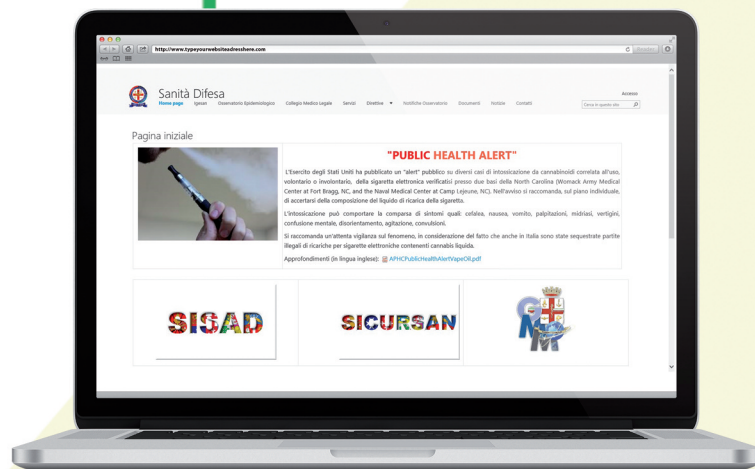 http://www.typeyourwebsiteadresshere.com
Reader
Sanità Difesa
Accesso
Home page Igesan Osservatorio Epidemiologico Collegio Medico Legale Servizi Direttive Notifiche Osservatorio Documenti Notizie Contatti
Cerca in questo sito
Pagina iniziale
"PUBLIC HEALTH ALERT"
L'Esercito degli Stati Uniti ha pubblicato un "alert" pubblico su diversi casi di intossicazione da cannabinoidi correlata all'uso,
volontario o involontario, della sigaretta elettronica verificatisi presso due basi della North Carolina (Womack Army Medical
Center at Fort Bragg, NC, and the Naval Medical Center at Camp Lejeune, NC). Nell'avviso si raccomanda, sul piano individuale,
di accertarsi della composizione del liquido di ricarica della sigaretta.
L'intossicazione può comportare la comparsa di sintomi quali: cefalea, nausea, vomito, palpitazioni, midriasi, vertigini,
confusione mentale, disorientamento, agitazione, convulsioni.
Si raccomanda un'attenta vigilanza sul fenomeno, in considerazione del fatto che anche in Italia sono state sequestrate partite
illegali di ricariche per sigarette elettroniche contenenti cannabis liquida.
Approfondimenti (in lingua inglese): APHCPublicHealthAlertVapeOil.pdf
SISAD
SICURSAN